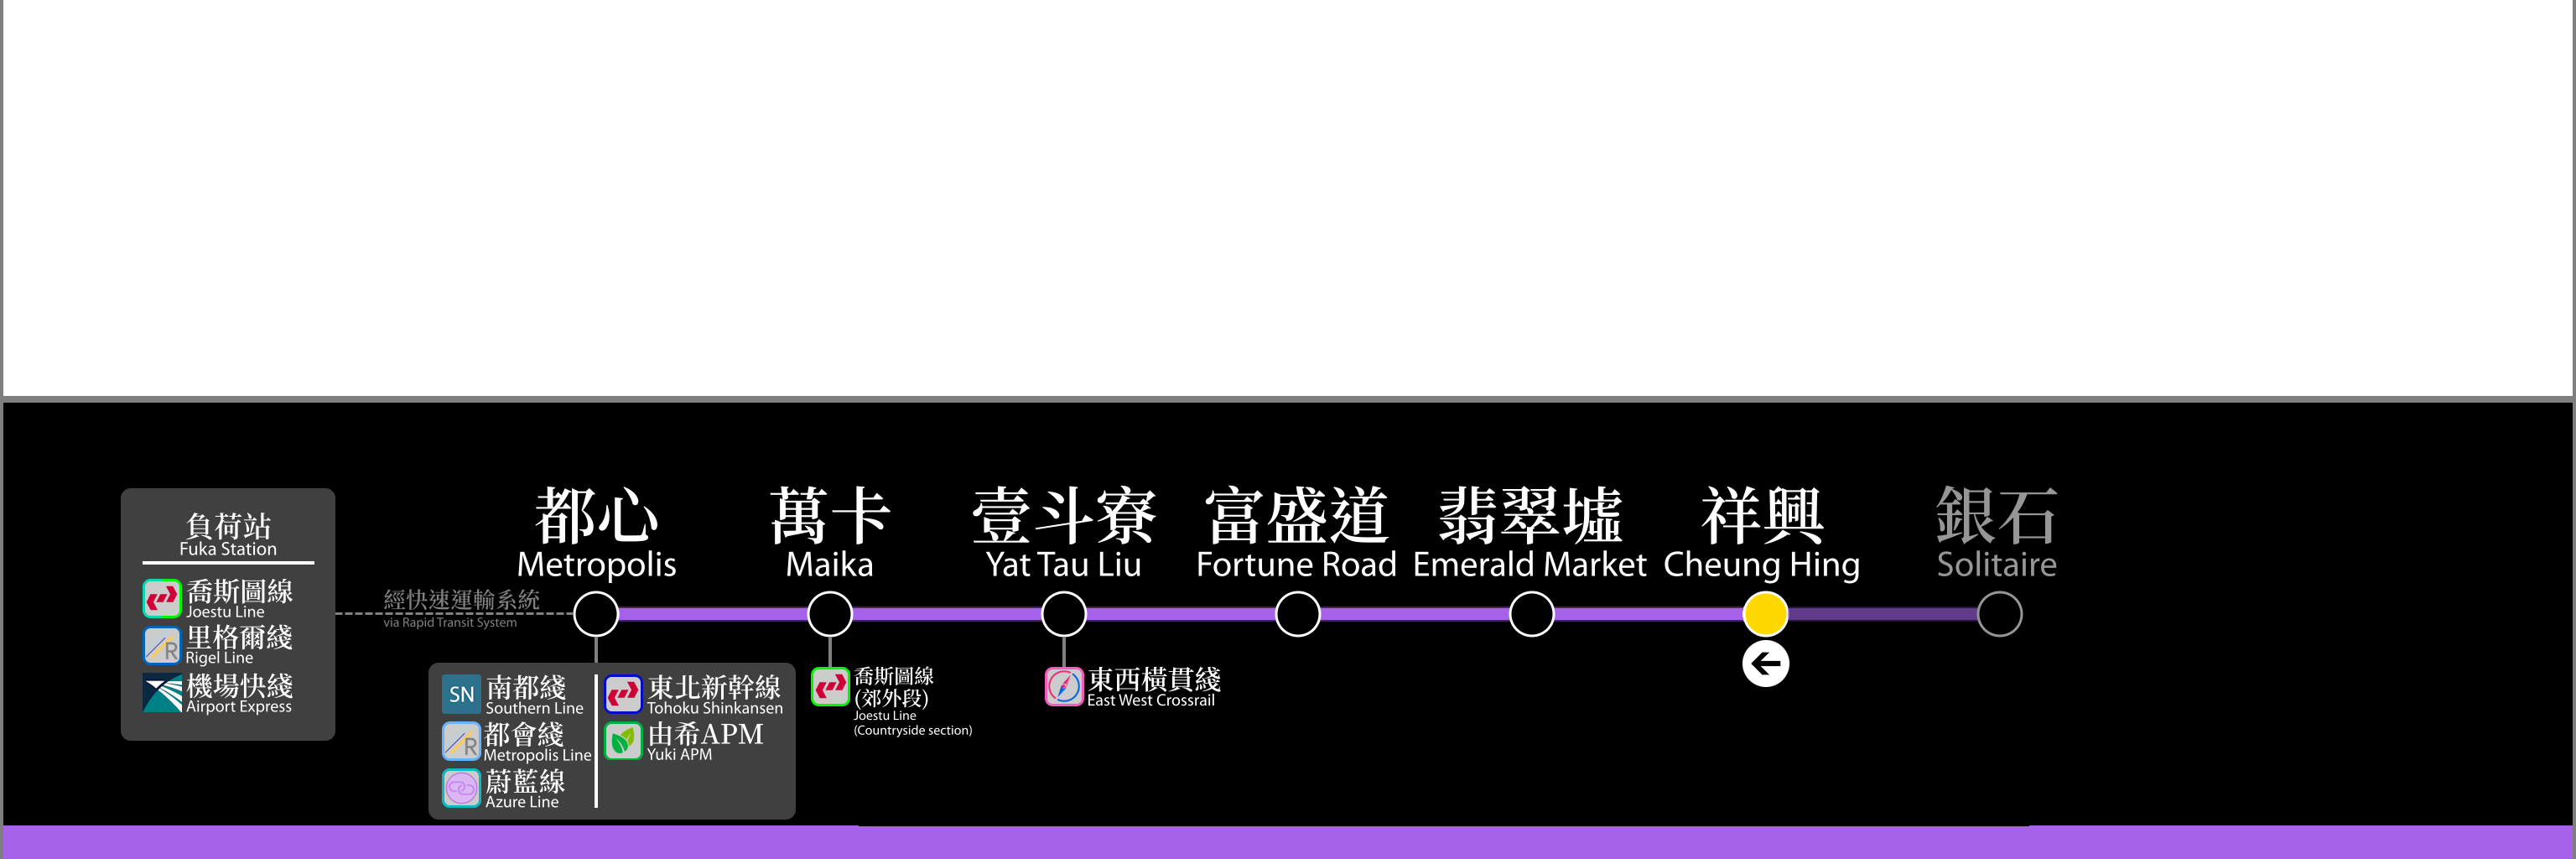 負荷站
Fuka Station
喬斯圖線
Joestu Line
里格爾綫
Rigel Line
機場快綫
Airport Express
經快速運輸系統
via Rapid Transit System
都心
Metropolis
萬卡
Maika
壹斗寮
Yat Tau Liu
富盛道
Fortune Road
翡翠墟
Emerald Market
祥興
Cheung Hing
銀石
Solitaire
SN
南都綫
Southern Line
R
都會綫
Metropolis Line
蔚藍線
Azure Line
東北新幹線
Tohoku Shinkansen
由希APM
Yuki APM
喬斯圖線
(郊外段)
Joestu Line
(Countryside section)
東西橫貫綫
East West Crossrail